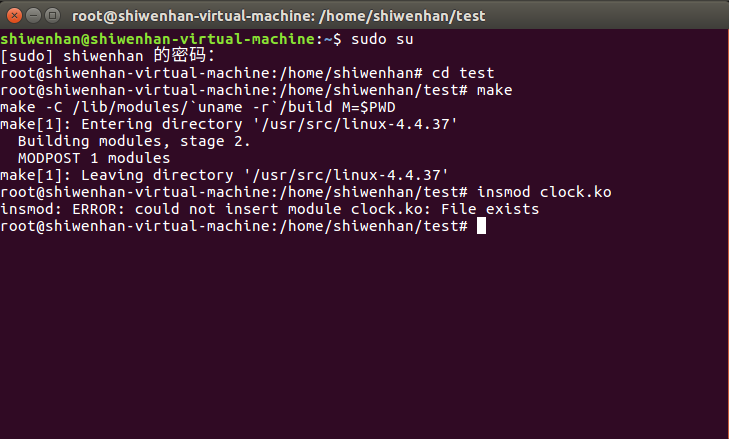 root@shiwenhan-virtual-machine: /home/shiwenhan/test
shiwenhan@shiwenhan-virtual-machine:~$ sudo su
[sudo] shiwenhan 的密码：
root@shiwenhan-virtual-machine:/home/shiwenhan# cd test
root@shiwenhan-virtual-machine:/home/shiwenhan/test# make
make -C /lib/modules/`uname -r`/build M=$PWD
make[1]: Entering directory '/usr/src/linux-4.4.37'
  Building modules, stage 2.
  MODPOST 1 modules
make[1]: Leaving directory '/usr/src/linux-4.4.37'
root@shiwenhan-virtual-machine:/home/shiwenhan/test# insmod clock.ko
insmod: ERROR: could not insert module clock.ko: File exists
root@shiwenhan-virtual-machine:/home/shiwenhan/test#